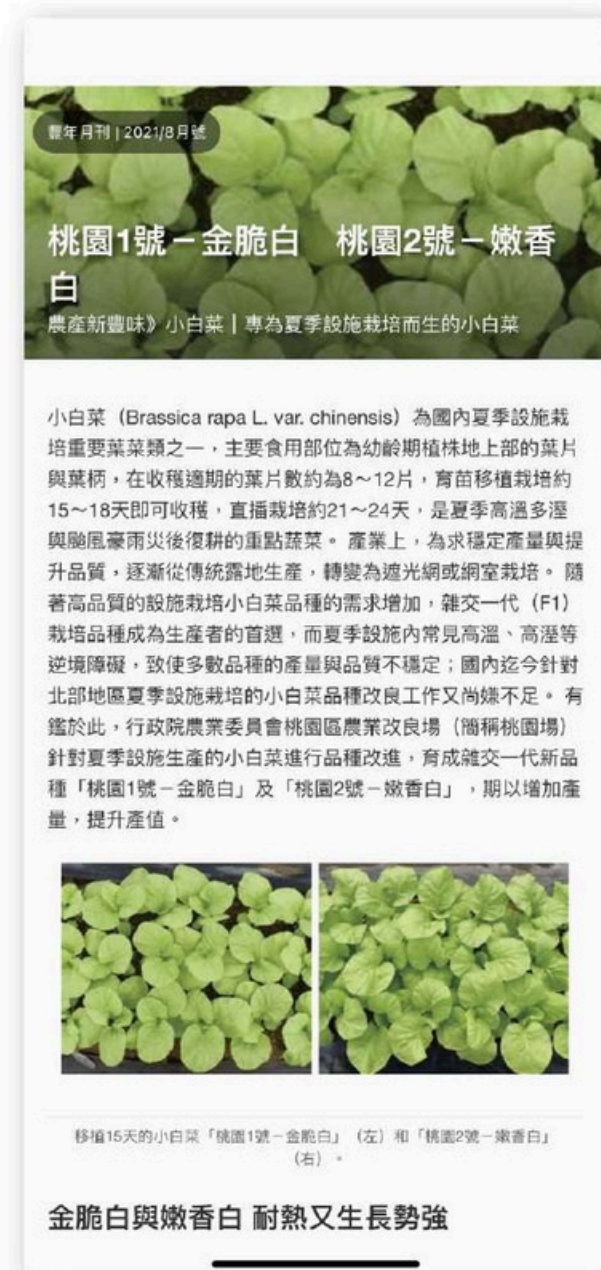 豐年月刊 | 2021/8月號
桃園1號－金脆白　桃園2號－嫩香
白
農產新豐味》小白菜｜專為夏季設施栽培而生的小白菜
小白菜（Brassica rapa L. var. chinensis）為國內夏季設施栽
培重要葉菜類之一，主要食用部位為幼齡期植株地上部的葉片
與葉柄，在收穫適期的葉片數約為8～12片，育苗移植栽培約
15～18天即可收穫，直播栽培約21～24天，是夏季高溫多溼
與颱風豪雨災後復耕的重點蔬菜。 產業上，為求穩定產量與提
升品質，逐漸從傳統露地生產，轉變為遮光網或網室栽培。 隨
著高品質的設施栽培小白菜品種的需求增加，雜交一代（F1）
栽培品種成為生產者的首選，而夏季設施內常見高溫、高溼等
逆境障礙，致使多數品種的產量與品質不穩定；國內迄今針對
北部地區夏季設施栽培的小白菜品種改良工作又尚嫌不足。 有
鑑於此，行政院農業委員會桃園區農業改良場（簡稱桃園場）
針對夏季設施生產的小白菜進行品種改進，育成雜交一代新品
種「桃園1號－金脆白」及「桃園2號－嫩香白」，期以增加產
量，提升產值。
移植15天的小白菜「桃園1號－金脆白」（左）和「桃園2號－嫩香白」
（右）。
金脆白與嫩香白 耐熱又生長勢強